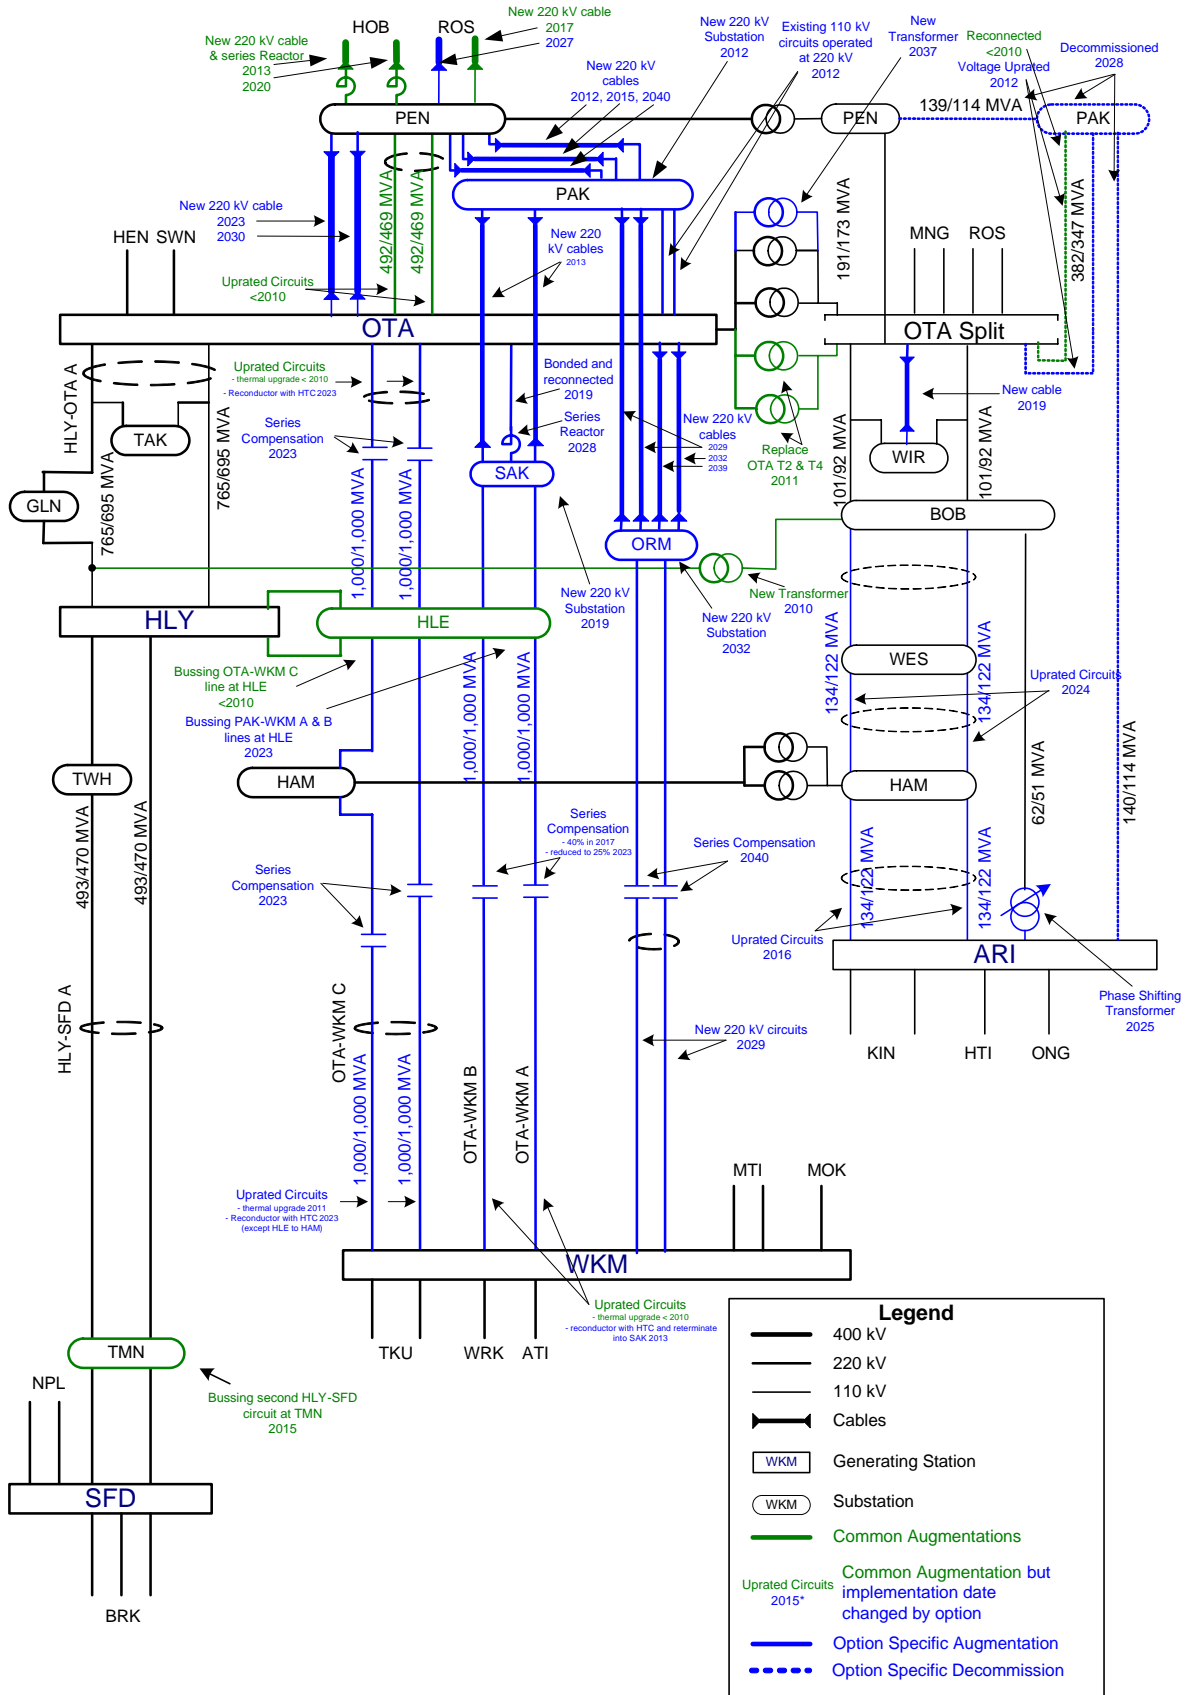 HOB
ROS
New 220 kV cable
2017
2027
New 220 kV cable
& series Reactor
2013
2020
New 220 kV
Substation
2012
Existing 110 kV
circuits operated
at 220 kV
2012
New
Transformer
2037
Reconnected
<2010
Voltage Uprated
2012
Decommissioned
2028
New 220 kV
cables
2012, 2015, 2040
PEN
PEN
139/114 MVA
PAK
PAK
New 220 kV cable
2023
2030
492/469 MVA
492/469 MVA
New 220
kV cables
2013
191/173 MVA
382/347 MVA
HEN
SWN
MNG
ROS
Uprated Circuits
<2010
OTA
OTA Split
HLY-OTA A
TAK
765/695 MVA
765/695 MVA
GLN
Uprated Circuits
- thermal upgrade < 2010
- Reconductor with HTC 2023
Series
Compensation
2023
1,000/1,000 MVA
1,000/1,000 MVA
Bonded and
reconnected
2019
Series
Reactor
2028
SAK
New 220 kV
cables
2029
2032
2039
Replace
OTA T2 & T4
2011
New cable
2019
101/92 MVA
101/92 MVA
WIR
BOB
ORM
New Transformer
2010
New 220 kV
Substation
2019
New 220 kV
Substation
2032
HLY
HLE
Bussing OTA-WKM C
line at HLE
<2010
Bussing PAK-WKM A & B
lines at HLE
2023
1,000/1,000 MVA
1,000/1,000 MVA
WES
134/122 MVA
134/122 MVA
Uprated Circuits
2024
TWH
HAM
HAM
493/470 MVA
493/470 MVA
62/51 MVA
140/114 MVA
Series
Compensation
2023
Series
Compensation
- 40% in 2017
- reduced to 25% 2023
Series Compensation
2040
134/122 MVA
134/122 MVA
Uprated Circuits
2016
ARI
Phase Shifting
Transformer
2025
HLY-SFD A
OTA-WKM C
1,000/1,000 MVA
1,000/1,000 MVA
OTA-WKM B
OTA-WKM A
New 220 kV circuits
2029
KIN
HTI
ONG
Uprated Circuits
- thermal upgrade 2011
- Reconductor with HTC 2023
(except HLE to HAM)
MTI
MOK
WKM
Uprated Circuits
- thermal upgrade < 2010
- reconductor with HTC and reterminate
into SAK 2013
TKU
WRK
ATI
TMN
Bussing second HLY-SFD
circuit at TMN
2015
NPL
SFD
BRK
Legend
400 kV
220 kV
110 kV
Cables
WKM
Generating Station
WKM
Substation
Common Augmentations
Uprated Circuits
2015*
Common Augmentation but
implementation date
changed by option
Option Specific Augmentation
Option Specific Decommission